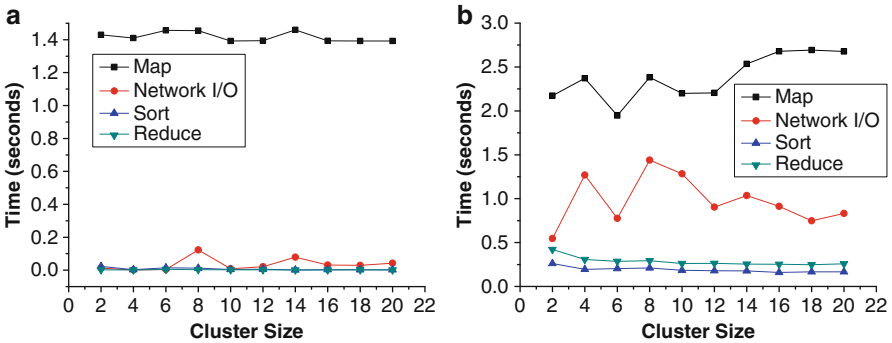 a
Time (seconds)
1.4
1.2
1.0
0.8
0.6
0.4
0.2
0.0
Map
Network I/O
Sort
Reduce
0 2 4 6 8 10 12 14 16 18 20 22
Cluster Size
b
Time (seconds)
3.0
2.5
2.0
1.5
1.0
0.5
0.0
Map
Network I/O
Sort
Reduce
0 2 4 6 8 10 12 14 16 18 20 22
Cluster Size